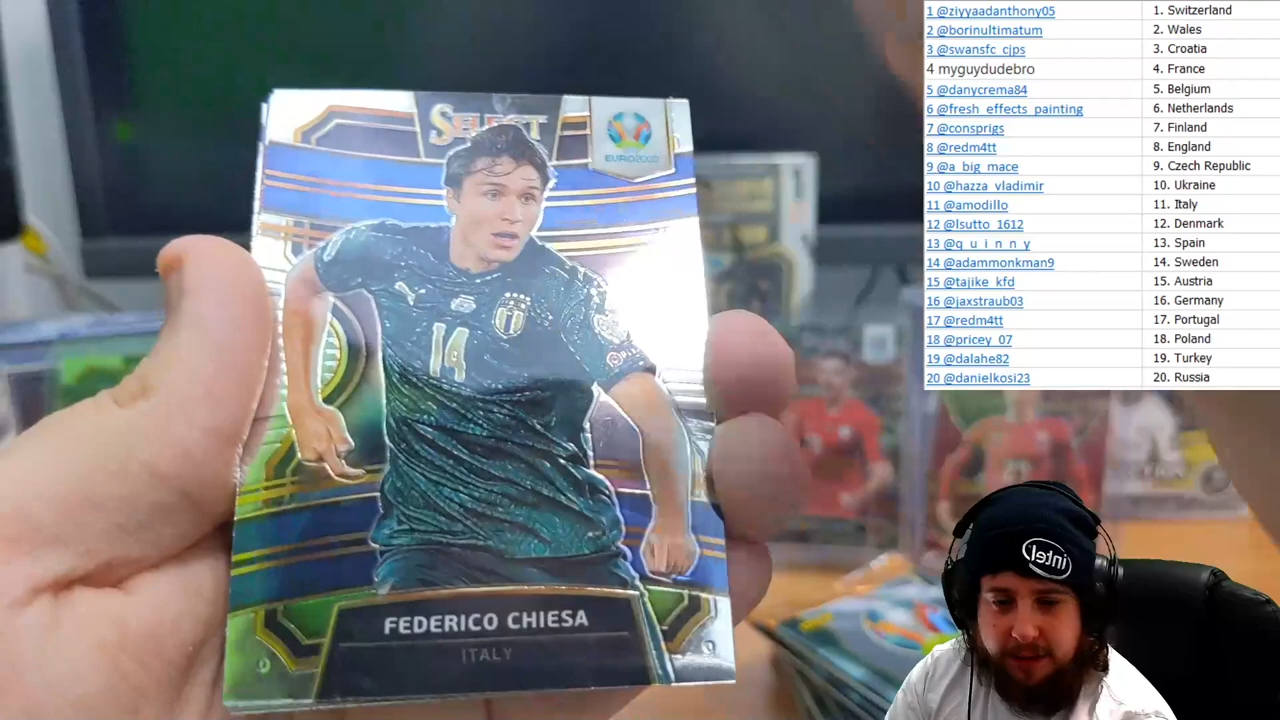 SELECT
EURO2020
14
FEDERICO CHIESA
ITALY
1 @ziyyaadanthony05 1. Switzerland
2 @borinultimatum 2. Wales
3 @swansfc_cjps 3. Croatia
4 myguydudebro 4. France
5 @danycrema84 5. Belgium
6 @fresh_effects_painting 6. Netherlands
7 @consprigs 7. Finland
8 @redm4tt 8. England
9 @a_big_mace 9. Czech Republic
10 @hazza_vladimir 10. Ukraine
11 @amodillo 11. Italy
12 @lsutto_1612 12. Denmark
13 @q_u_i_n_n_y 13. Spain
14 @adammonkman9 14. Sweden
15 @tajike_kfd 15. Austria
16 @jaxstraub03 16. Germany
17 @redm4tt 17. Portugal
18 @pricey_07 18. Poland
19 @dalahe82 19. Turkey
20 @danielkosi23 20. Russia
intel